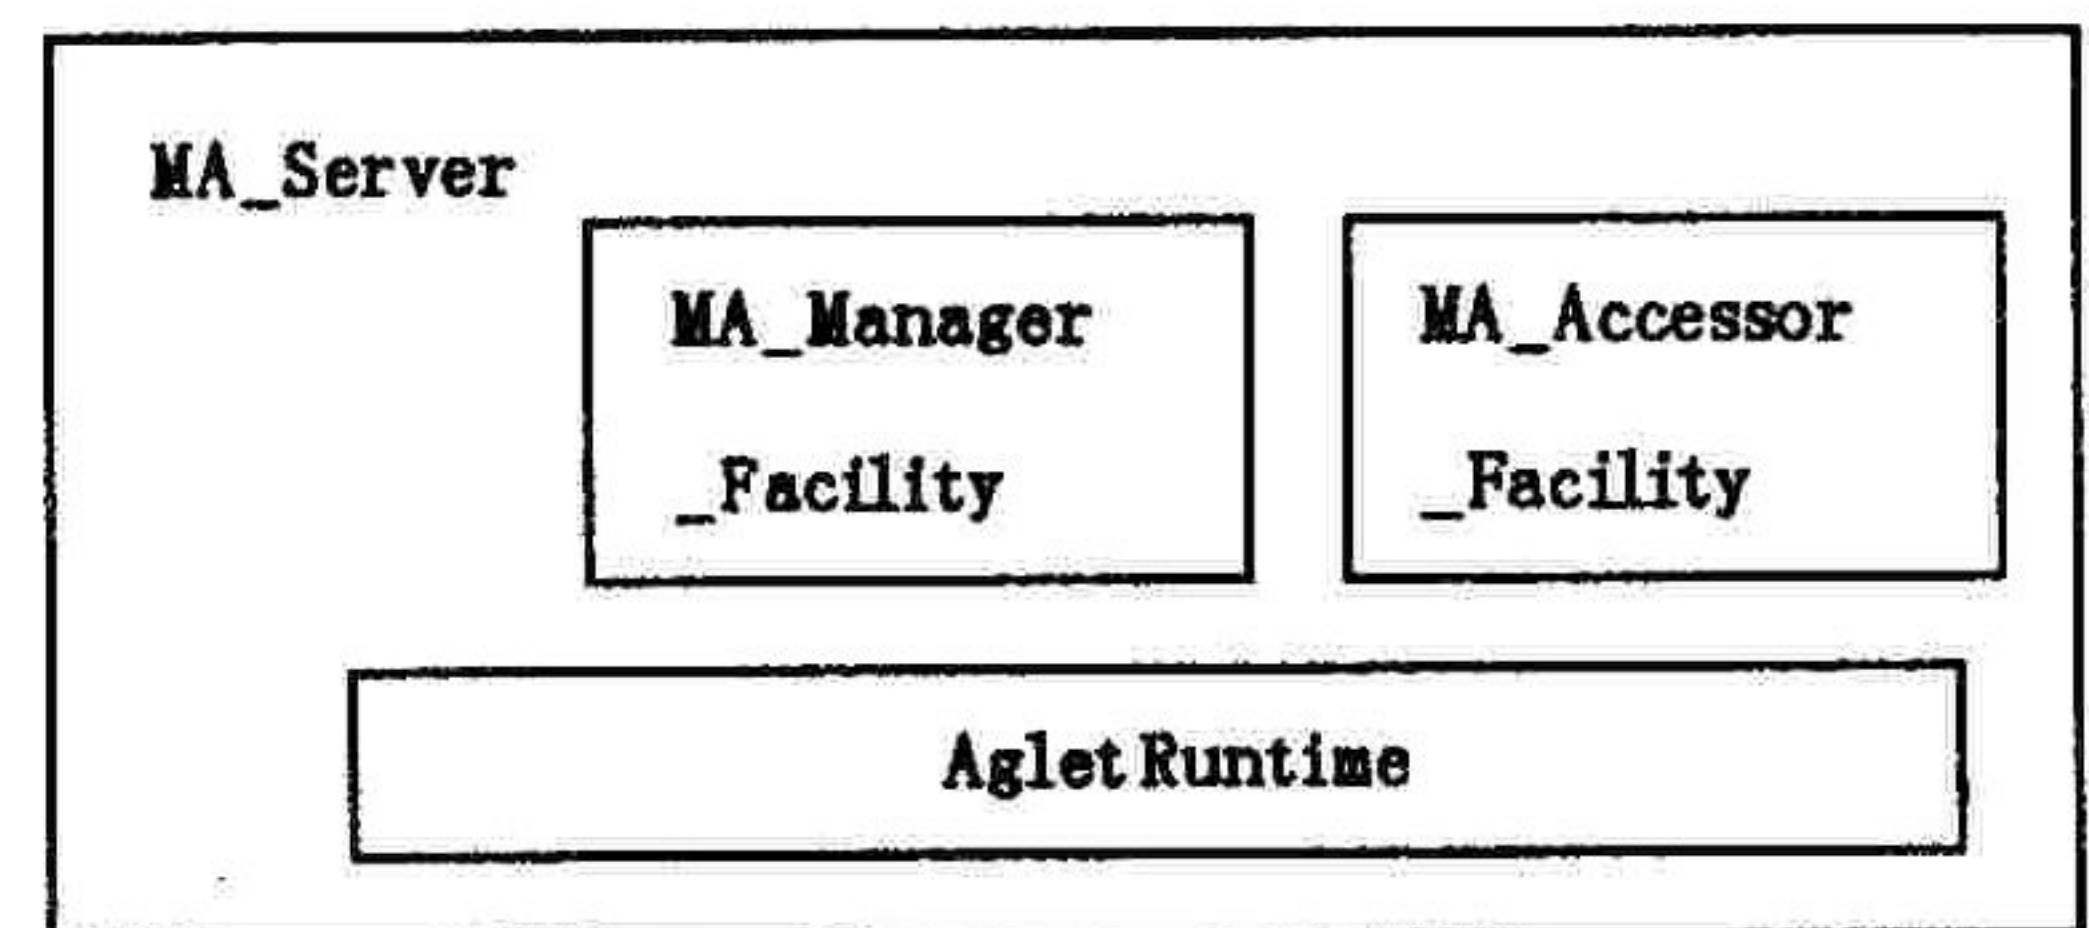 MA_Server
MA_Manager
_Facility
MA_Accessor
_Facility
Aglet Runtime